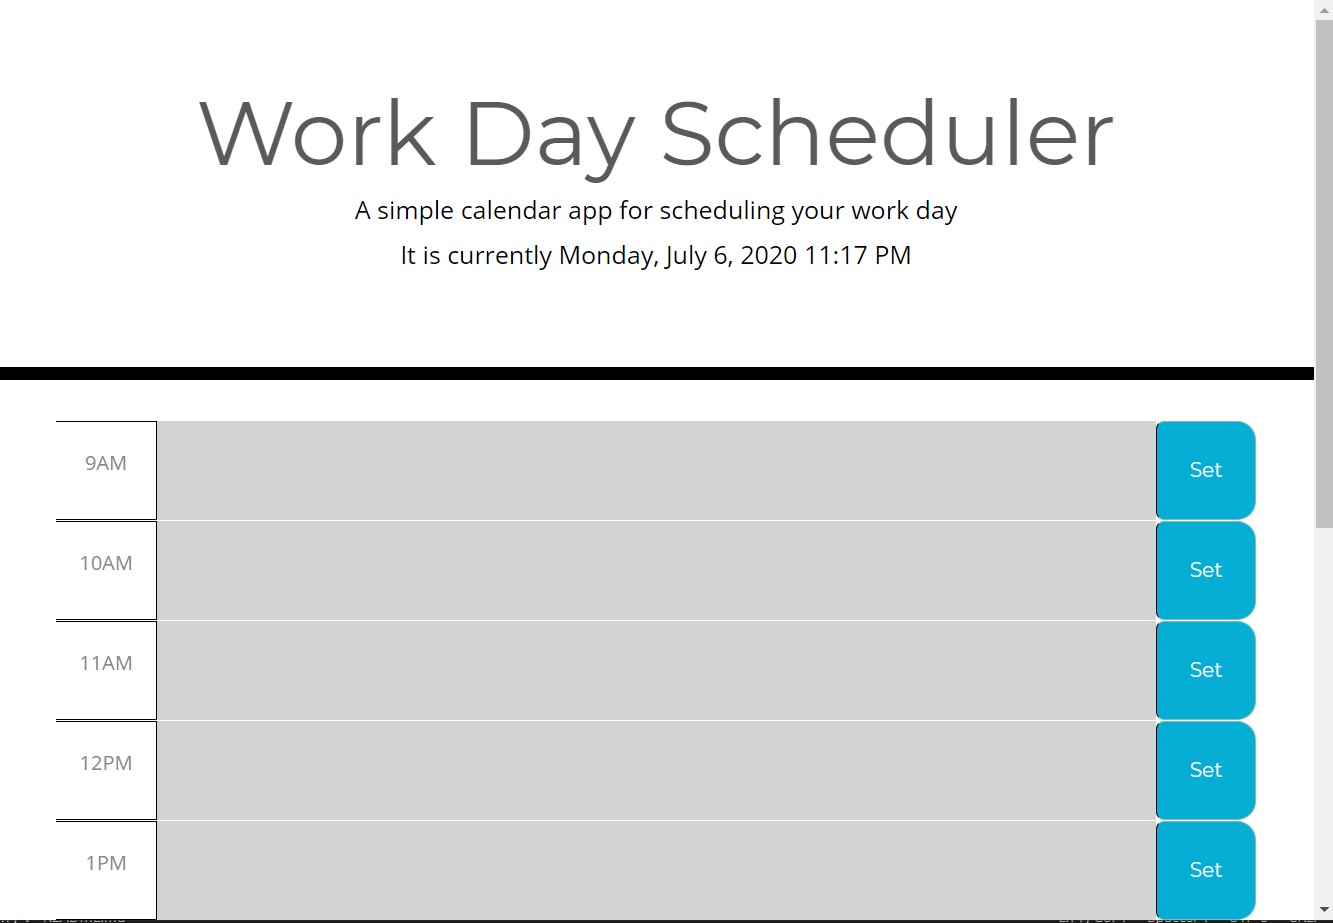 Work Day Scheduler
A simple calendar app for scheduling your work day
It is currently Monday, July 6, 2020 11:17 PM
9AM Set
10AM Set
11AM Set
12PM Set
1PM Set